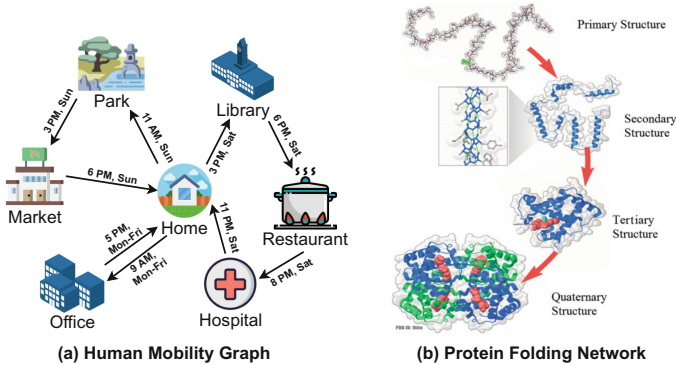 Park
Library
3 PM, Sun
11 AM, Sun
3 PM, Sat
6 PM, Sat
24
Market
6 PM, Sun
Home
Restaurant
5 PM,
Mon-Fri
9 AM,
Mon-Fri
11 PM, Sat
8 PM, Sat
Office
Hospital
(a) Human Mobility Graph
Primary Structure
Secondary
Structure
Tertiary
Structure
Quaternary
Structure
(b) Protein Folding Network